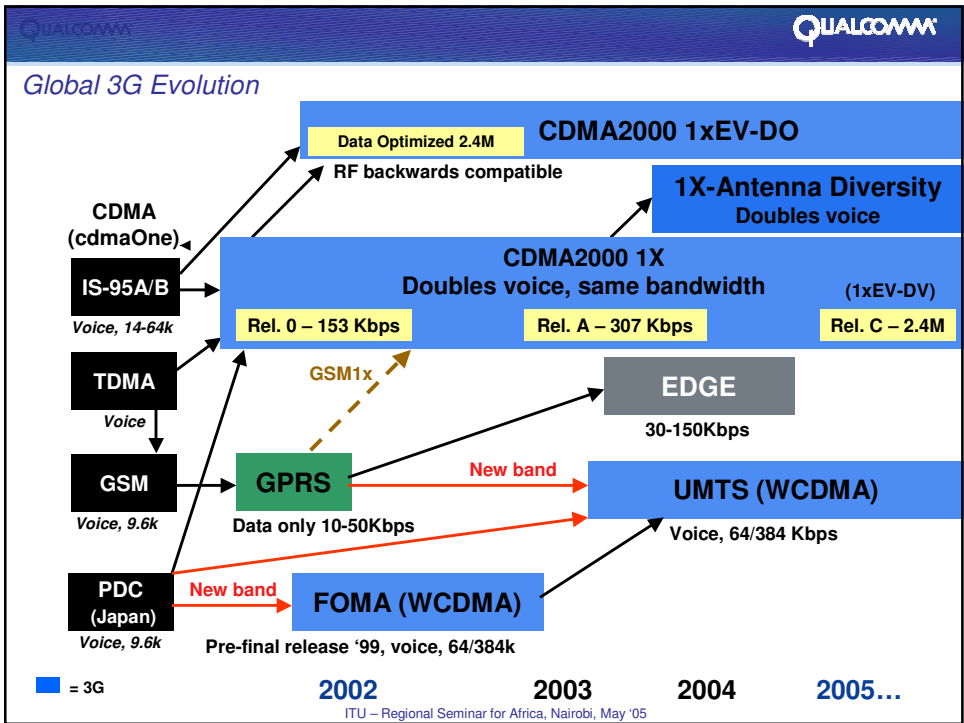 QUALCOMM
QUALCOMM
Global 3G Evolution
CDMA2000 1xEV-DO
Data Optimized 2.4M
RF backwards compatible
1X-Antenna Diversity
Doubles voice
CDMA
(cdmaOne)
IS-95A/B
Voice, 14-64k
CDMA2000 1X
Doubles voice, same bandwidth
(1xEV-DV)
Rel. 0 – 153 Kbps
Rel. A – 307 Kbps
Rel. C – 2.4M
TDMA
Voice
GSM1x
EDGE
30-150Kbps
GSM
Voice, 9.6k
GPRS
Data only 10-50Kbps
New band
UMTS (WCDMA)
Voice, 64/384 Kbps
PDC
(Japan)
Voice, 9.6k
New band
FOMA (WCDMA)
Pre-final release ‘99, voice, 64/384k
= 3G
2002
2003
2004
2005…
ITU – Regional Seminar for Africa, Nairobi, May ‘05